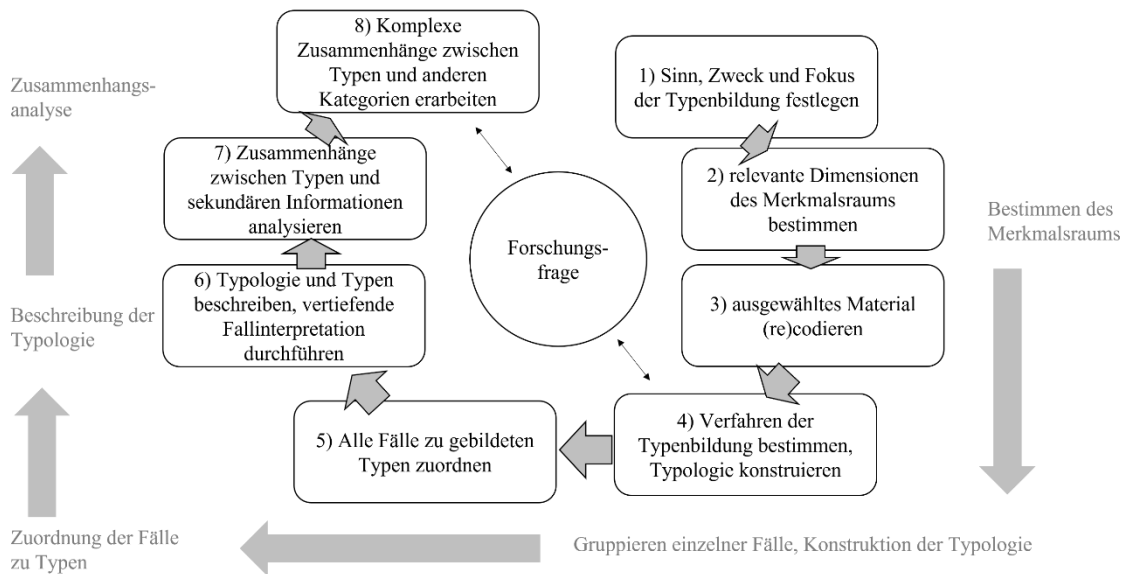 8) Komplexe
Zusammenhänge zwischen
Typen und anderen
Kategorien erarbeiten
1) Sinn, Zweck und Fokus
der Typenbildung festlegen
Zusammenhangs-
analyse
7) Zusammenhänge
zwischen Typen und
sekundären Informationen
analysieren
2) relevante Dimensionen
des Merkmalsraums
bestimmen
Bestimmen des
Merkmalsraums
Forschungs-
frage
6) Typologie und Typen
beschreiben, vertiefende
Fallinterpretation
durchführen
3) ausgewähltes Material
(re)codieren
Beschreibung der
Typologie
5) Alle Fälle zu gebildeten
Typen zuordnen
4) Verfahren der
Typenbildung bestimmen,
Typologie konstruieren
Zuordnung der Fälle
zu Typen
Gruppieren einzelner Fälle, Konstruktion der Typologie